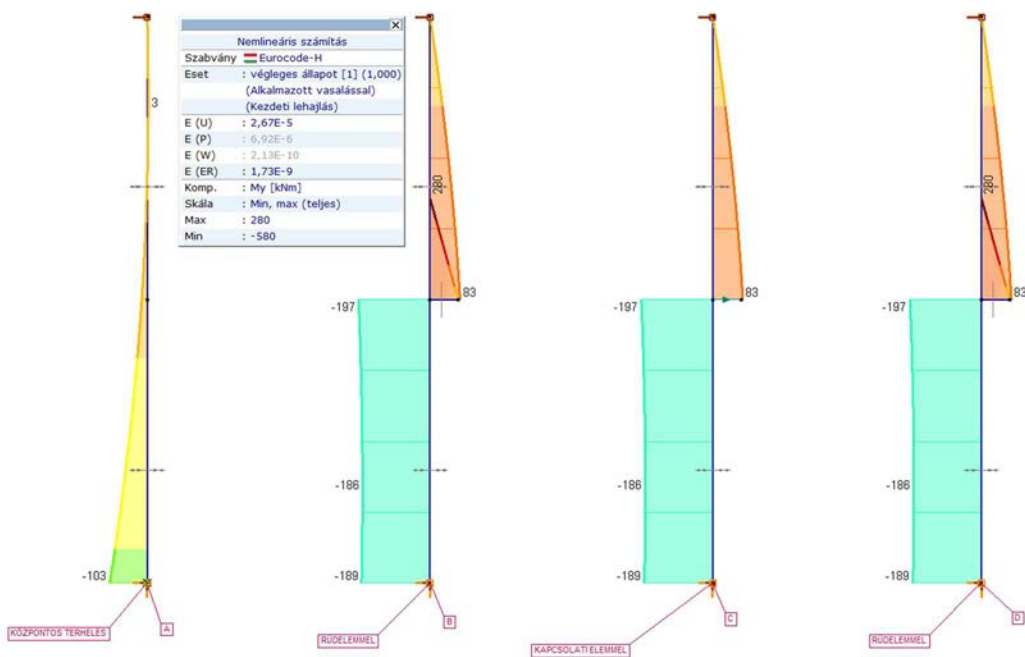 Nemlineáris számítás
Szabvány Eurocode-H
Eset : végleges állapot [1] (1,000)
(Alkalmazott vasalással)
(Kezdeti lehajlás)
E (U) : 2,67E-5
E (P) : 6,92E-6
E (W) : 2,13E-10
E (ER) : 1,73E-9
Komp. : My [kNm]
Skála : Min, max (teljes)
Max : 280
Min : -580
3
280
280
83
83
83
-197
-197
-197
-186
-186
-186
-103
-189
-189
-189
KÖZPONTOS TERHELÉS
A
RÚDELEMMEL
B
KAPCSOLATI ELEMMEL
C
RÚDELEMMEL
D